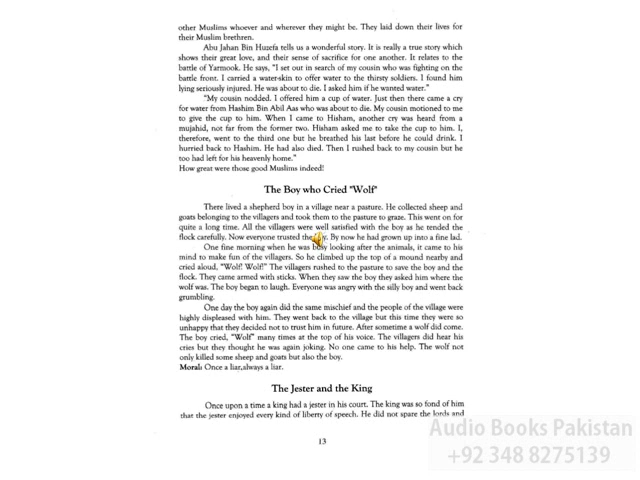 other Muslims whoever and wherever they might be. They laid down their lives for
their Muslim brethren.
Abu Jahan Bin Huzefa tells us a wonderful story. It is really a true story which
shows their great love, and their sense of sacrifice for one another. It relates to the
battle of Yarmook. He says, "I set out in search of my cousin who was fighting on the
battle front. I carried a water-skin to offer water to the thirsty soldiers. I found him
lying seriously injured. He was about to die. I asked him if he wanted water."
"My cousin nodded. I offered him a cup of water. Just then there came a cry
for water from Hashim Bin Abil Aas who was about to die. My cousin motioned to me
to give the cup to him. When I came to Hisham, another cry was heard from a
mujahid, not far from the former two. Hisham asked me to take the cup to him. I,
therefore, went to the third one but he breathed his last before he could drink. I
hurried back to Hashim. He had also died. Then I rushed back to my cousin but he
too had left for his heavenly home."
How great were those good Muslims indeed!
The Boy who Cried "Wolf"
There lived a shepherd boy in a village near a pasture. He collected sheep and
goats belonging to the villagers and took them to the pasture to graze. This went on for
quite a long time. All the villagers were well satisfied with the boy as he tended the
flock carefully. Now everyone trusted the By now he had grown up into a fine lad.
One fine morning when he was busy looking after the animals, it came to his
mind to make fun of the villagers. So he climbed up the top of a mound nearby and
cried aloud, "Wolf! Wolf!" The villagers rushed to the pasture to save the boy and the
flock. They came armed with sticks. When they saw the boy they asked him where the
wolf was. The boy began to laugh. Everyone was angry with the silly boy and went back
grumbling.
One day the boy again did the same mischief and the people of the village were
highly displeased with him. They went back to the village but this time they were so
unhappy that they decided not to trust him in future. After sometime a wolf did come.
The boy cried, "Wolf" many times at the top of his voice. The villagers did hear his
cries but they thought he was again joking. No one came to his help. The wolf not
only killed some sheep and goats but also the boy.
Moral: Once a liar,always a liar.
The Jester and the King
Once upon a time a king had a jester in his court. The king was so fond of him
that the jester enjoyed every kind of liberty of speech. He did not spare the lords and
13
Audio Books Pakistan
+92 348 8275139